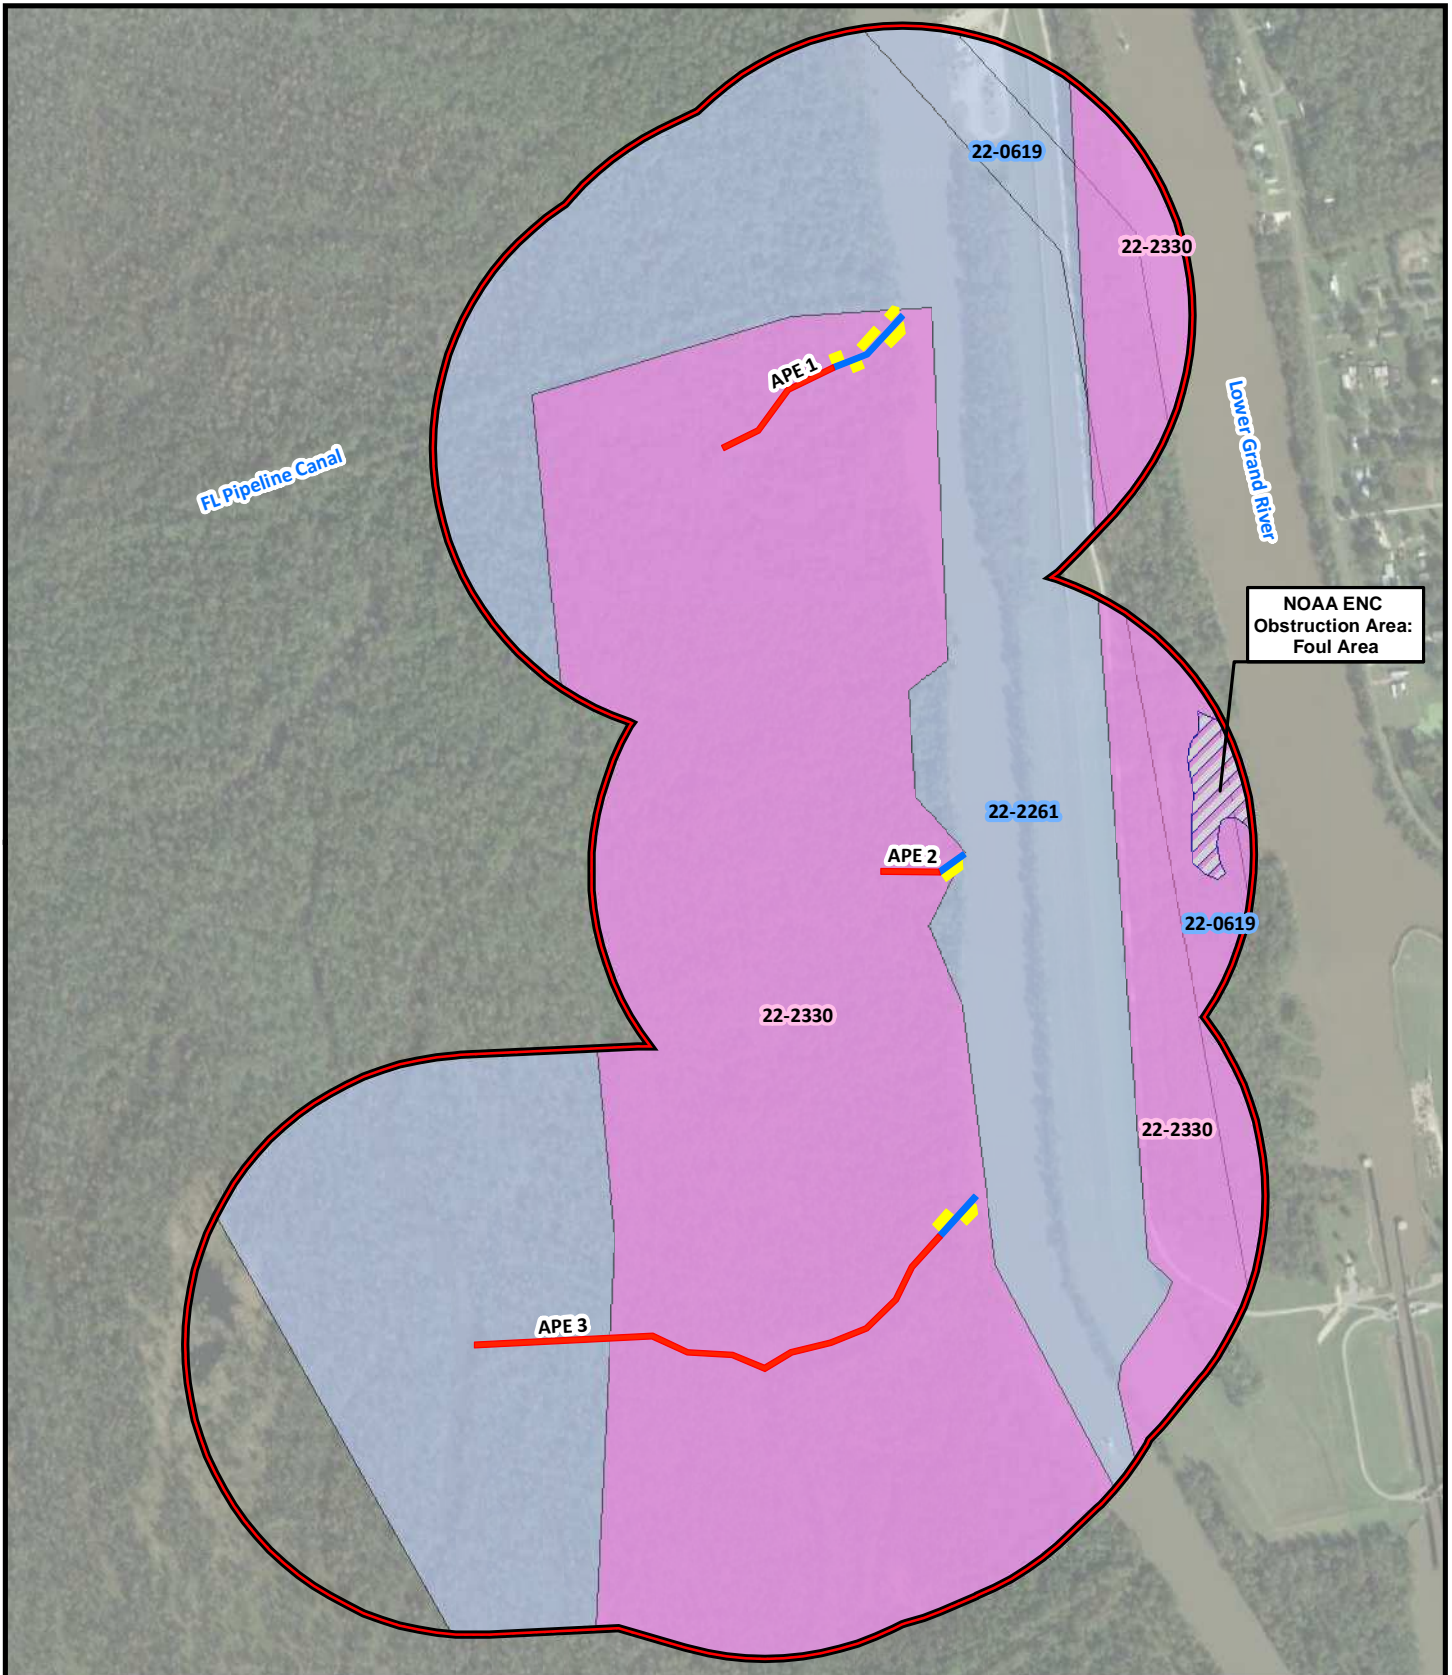 22-0619
22-2330
APE 1
Lower Grand River
FL Pipeline Canal
NOAA ENC
Obstruction Area:
Foul Area
22-2261
APE 2
22-0619
22-2330
22-2330
APE 3